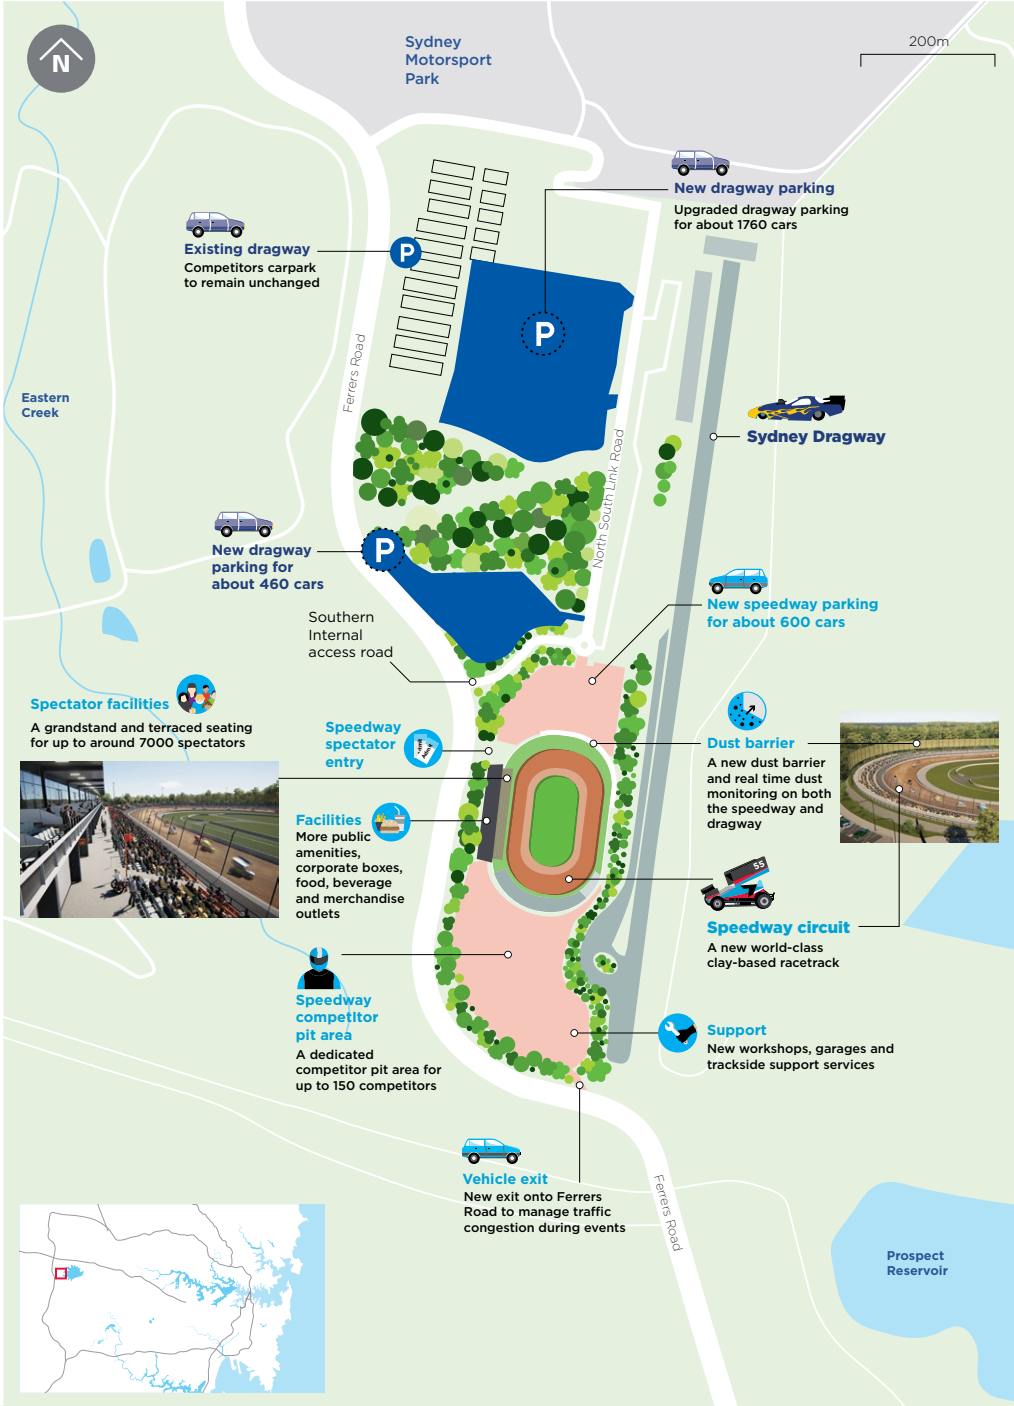 N
Sydney
Motorsport
Park
200m
New dragway parking
Upgraded dragway parking
for about 1760 cars
Existing dragway
Competitors carpark
to remain unchanged
P
P
Ferrers Road
Eastern
Creek
Sydney Dragway
North South Link Road
New dragway
parking for
about 460 cars
P
New speedway parking
for about 600 cars
Southern
Internal
access road
Spectator facilities
A grandstand and terraced seating
for up to around 7000 spectators
Speedway
spectator
entry
Dust barrier
A new dust barrier
and real time dust
monitoring on both
the speedway and
dragway
Facilities
More public
amenities,
corporate boxes,
food, beverage
and merchandise
outlets
55
Speedway circuit
A new world-class
clay-based racetrack
Speedway
competitor
pit area
A dedicated
competitor pit area for
up to 150 competitors
Support
New workshops, garages and
trackside support services
Vehicle exit
New exit onto Ferrers
Road to manage traffic
congestion during events
Ferrers Road
Prospect
Reservoir